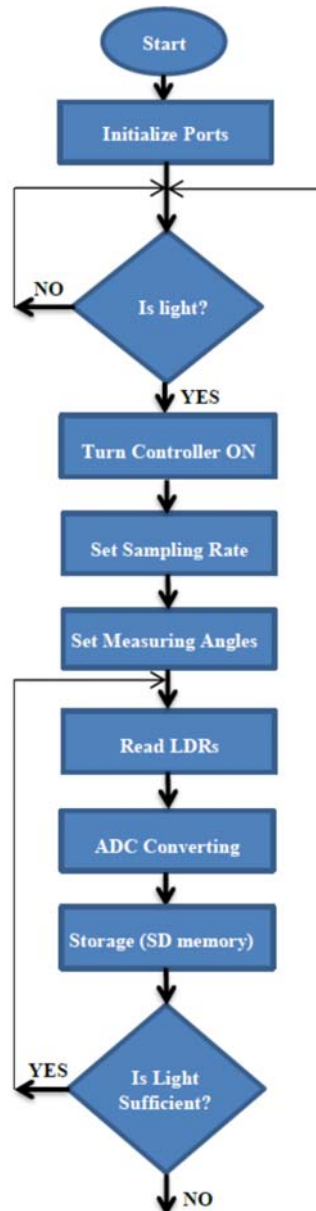 Start
Initialize Ports
Is light?
NO
YES
Turn Controller ON
Set Sampling Rate
Set Measuring Angles
Read LDRs
ADC Converting
Storage (SD memory)
Is Light
Sufficient?
YES
NO